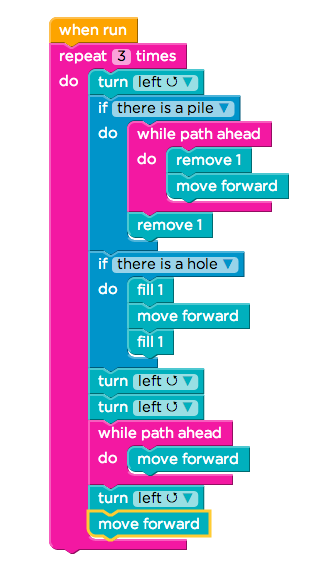 when run
repeat 3 times
do turn left ↺ ▼
if there is a pile ▼
do while path ahead
do remove 1
move forward
remove 1
if there is a hole ▼
do fill 1
move forward
fill 1
turn left ↺ ▼
turn left ↺ ▼
while path ahead
do move forward
turn left ↺ ▼
move forward